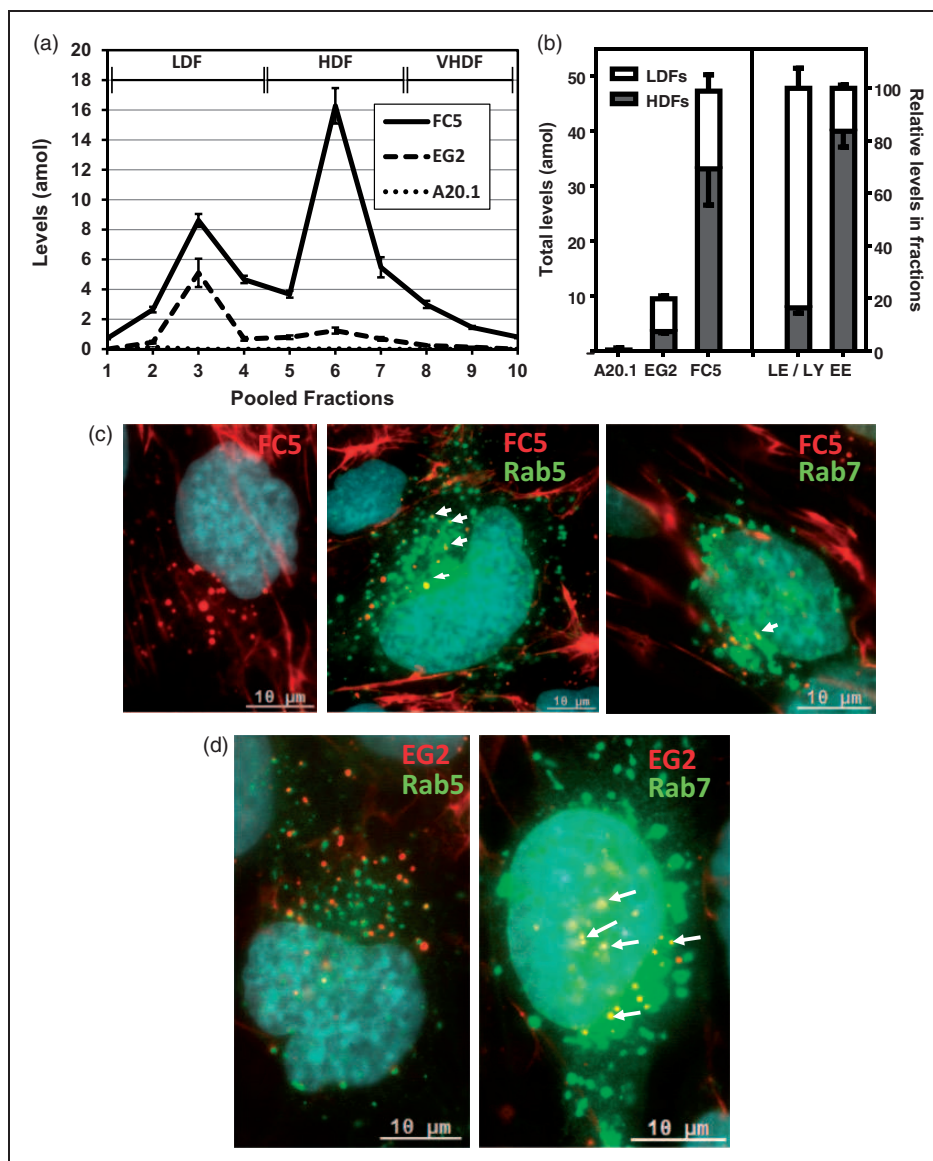 (a)
20
18
16
14
12
10
8
6
4
2
0
Levels (amol)
LDF HDF VHDF
FC5
EG2
A20.1
1 2 3 4 5 6 7 8 9 10
Pooled Fractions
(b)
LDFs
HDFs
50
40
30
20
10
Total levels (amol)
100
80
60
40
20
0
Relative levels in fractions
A20.1 EG2 FC5 LE / LY EE
(c)
FC5
10 µm
FC5
Rab5
10 µm
FC5
Rab7
10 µm
(d)
EG2
Rab5
10 µm
EG2
Rab7
10 µm